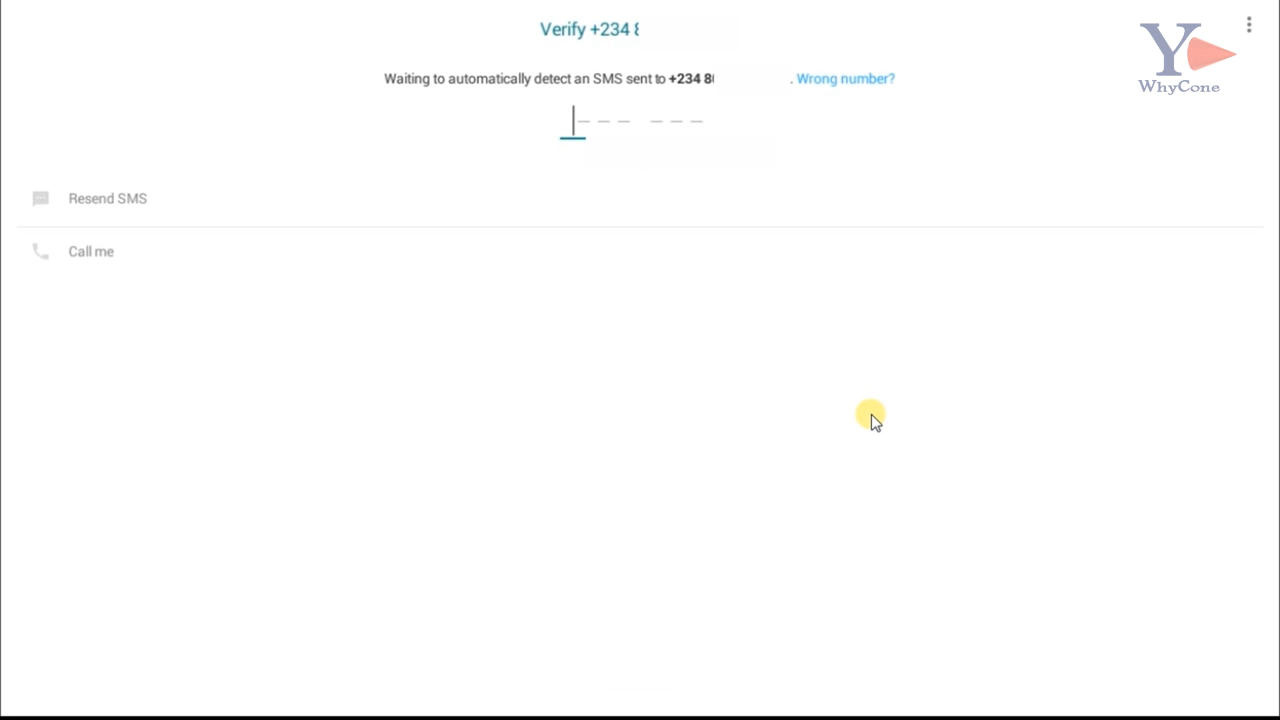 Verify +234 8
Waiting to automatically detect an SMS sent to +234 8 . Wrong number?
Resend SMS
Call me
Y
WhyCone